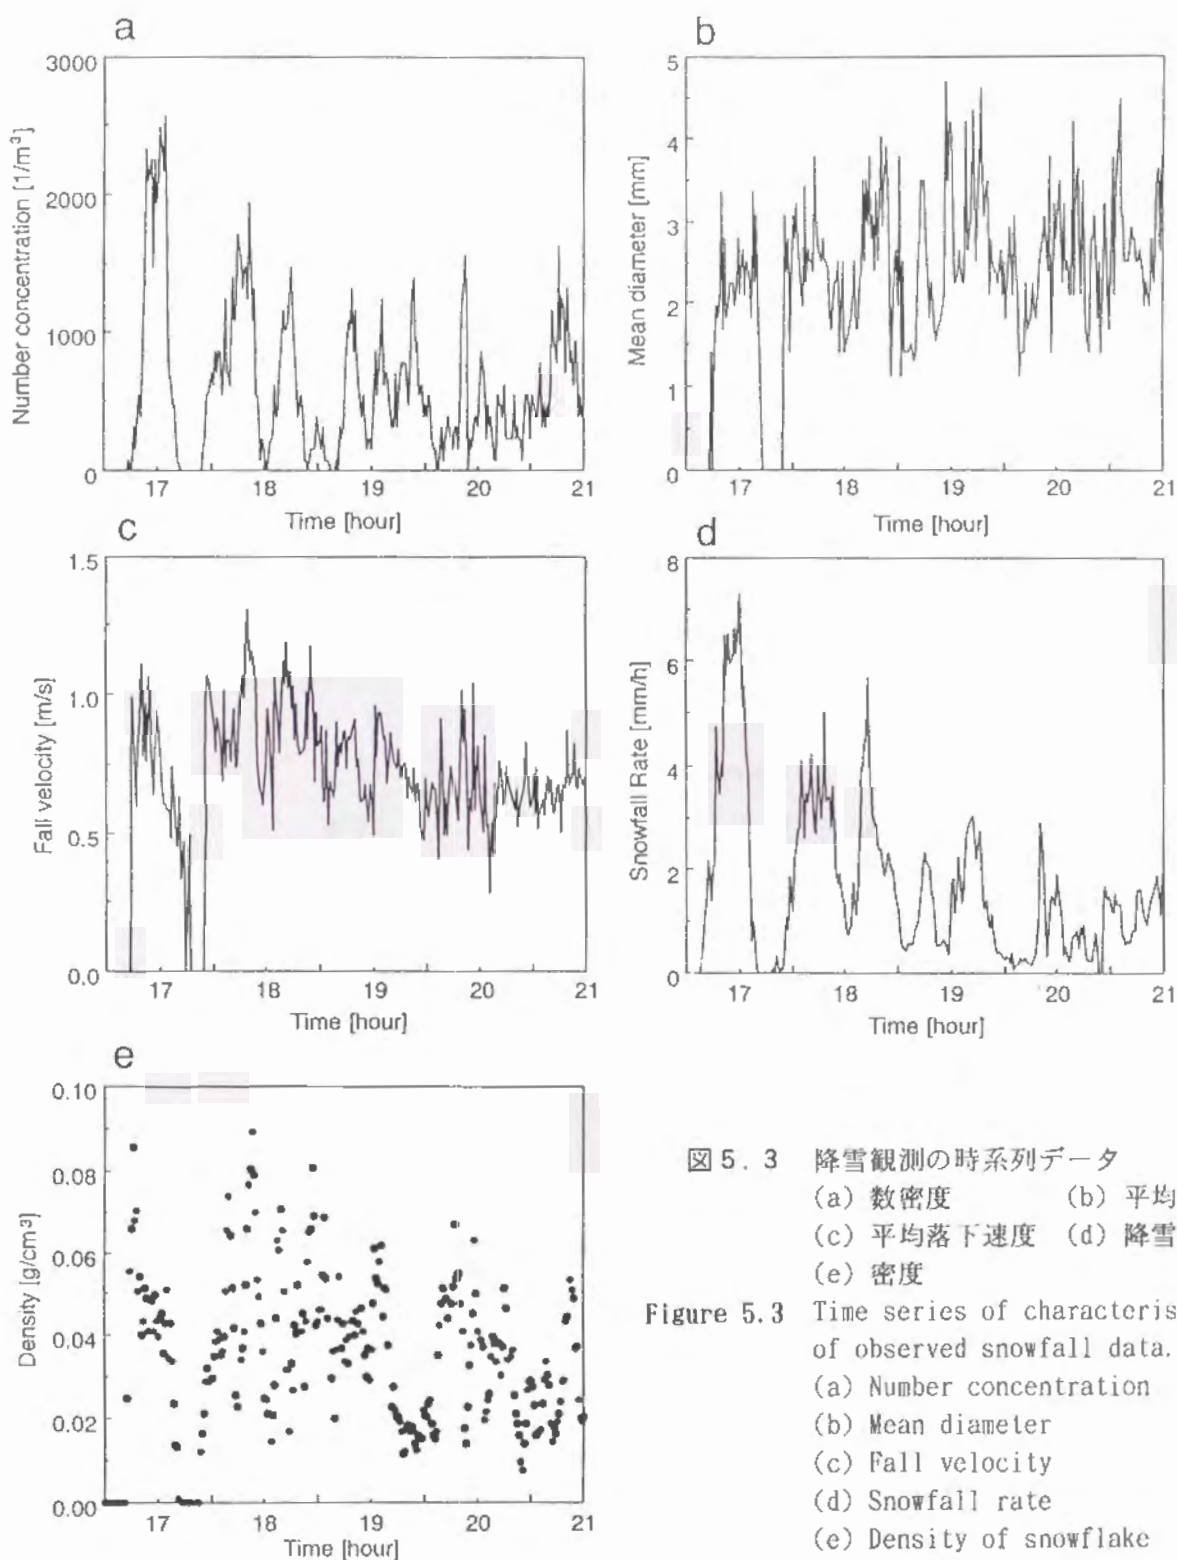 a
3000
2000
1000
0
Number concentration [1/m³]
17 18 19 20 21
Time [hour]
b
5
4
3
2
1
0
Mean diameter [mm]
17 18 19 20 21
Time [hour]
c
1.5
1.0
0.5
0.0
Fall velocity [m/s]
17 18 19 20 21
Time [hour]
d
8
6
4
2
0
Snowfall Rate [mm/h]
17 18 19 20 21
Time [hour]
e
0.10
0.08
0.06
0.04
0.02
0.00
Density [g/cm³]
17 18 19 20 21
Time [hour]
図5.3 降雪観測の時系列データ
(a) 数密度 (b) 平均
(c) 平均落下速度 (d) 降雪
(e) 密度
Figure 5.3 Time series of characteris
of observed snowfall data.
(a) Number concentration
(b) Mean diameter
(c) Fall velocity
(d) Snowfall rate
(e) Density of snowflake